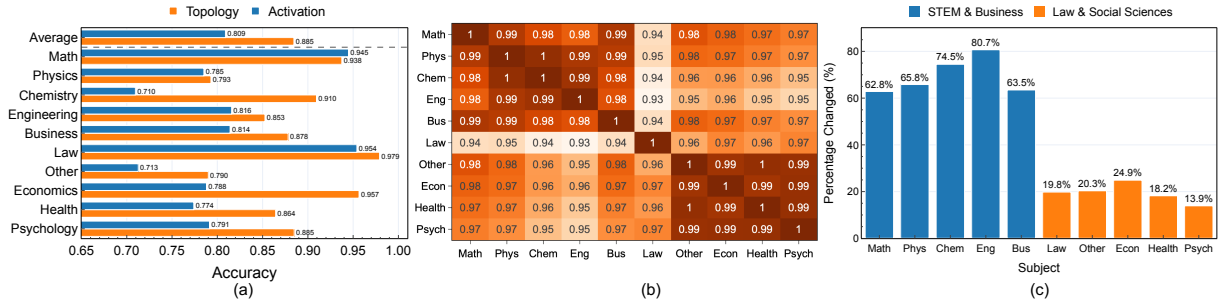 Topology Activation
Average 0.809 0.885
Math 0.945 0.938
Physics 0.785 0.793
Chemistry 0.710 0.910
Engineering 0.816 0.853
Business 0.814 0.878
Law 0.954 0.979
Other 0.713 0.790
Economics 0.788 0.957
Health 0.774 0.864
Psychology 0.791 0.885
0.65 0.70 0.75 0.80 0.85 0.90 0.95 1.00
Accuracy
(a)
Math 1 0.99 0.98 0.98 0.99 0.94 0.98 0.98 0.97 0.97
Phys 0.99 1 1 0.99 0.99 0.95 0.98 0.97 0.97 0.97
Chem 0.98 1 1 0.99 0.98 0.94 0.96 0.96 0.96 0.95
Eng 0.98 0.99 0.99 1 0.98 0.93 0.95 0.96 0.95 0.95
Bus 0.99 0.99 0.98 0.98 1 0.94 0.98 0.97 0.97 0.97
Law 0.94 0.95 0.94 0.93 0.94 1 0.96 0.97 0.96 0.97
Other 0.98 0.98 0.96 0.95 0.98 0.96 1 0.99 1 0.99
Econ 0.98 0.97 0.96 0.96 0.97 0.97 0.99 1 0.99 0.99
Health 0.97 0.97 0.96 0.95 0.97 0.96 1 0.99 1 0.99
Psych 0.97 0.97 0.95 0.95 0.97 0.97 0.99 0.99 0.99 1
Math Phys Chem Eng Bus Law Other Econ Health Psych
(b)
STEM & Business Law & Social Sciences
Percentage Changed (%)
80
60
40
20
0
62.8% 65.8% 74.5% 80.7% 63.5% 19.8% 20.3% 24.9% 18.2% 13.9%
Math Phys Chem Eng Bus Law Other Econ Health Psych
Subject
(c)